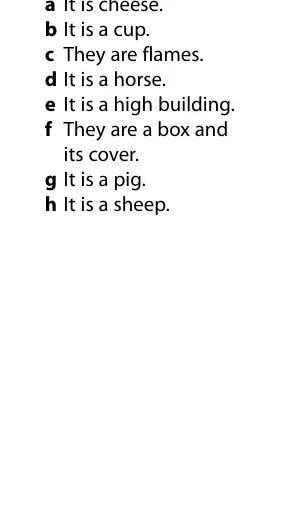 a It is cheese.
b It is a cup.
c They are flames.
d It is a horse.
e It is a high building.
f They are a box and
its cover.
g It is a pig.
h It is a sheep.